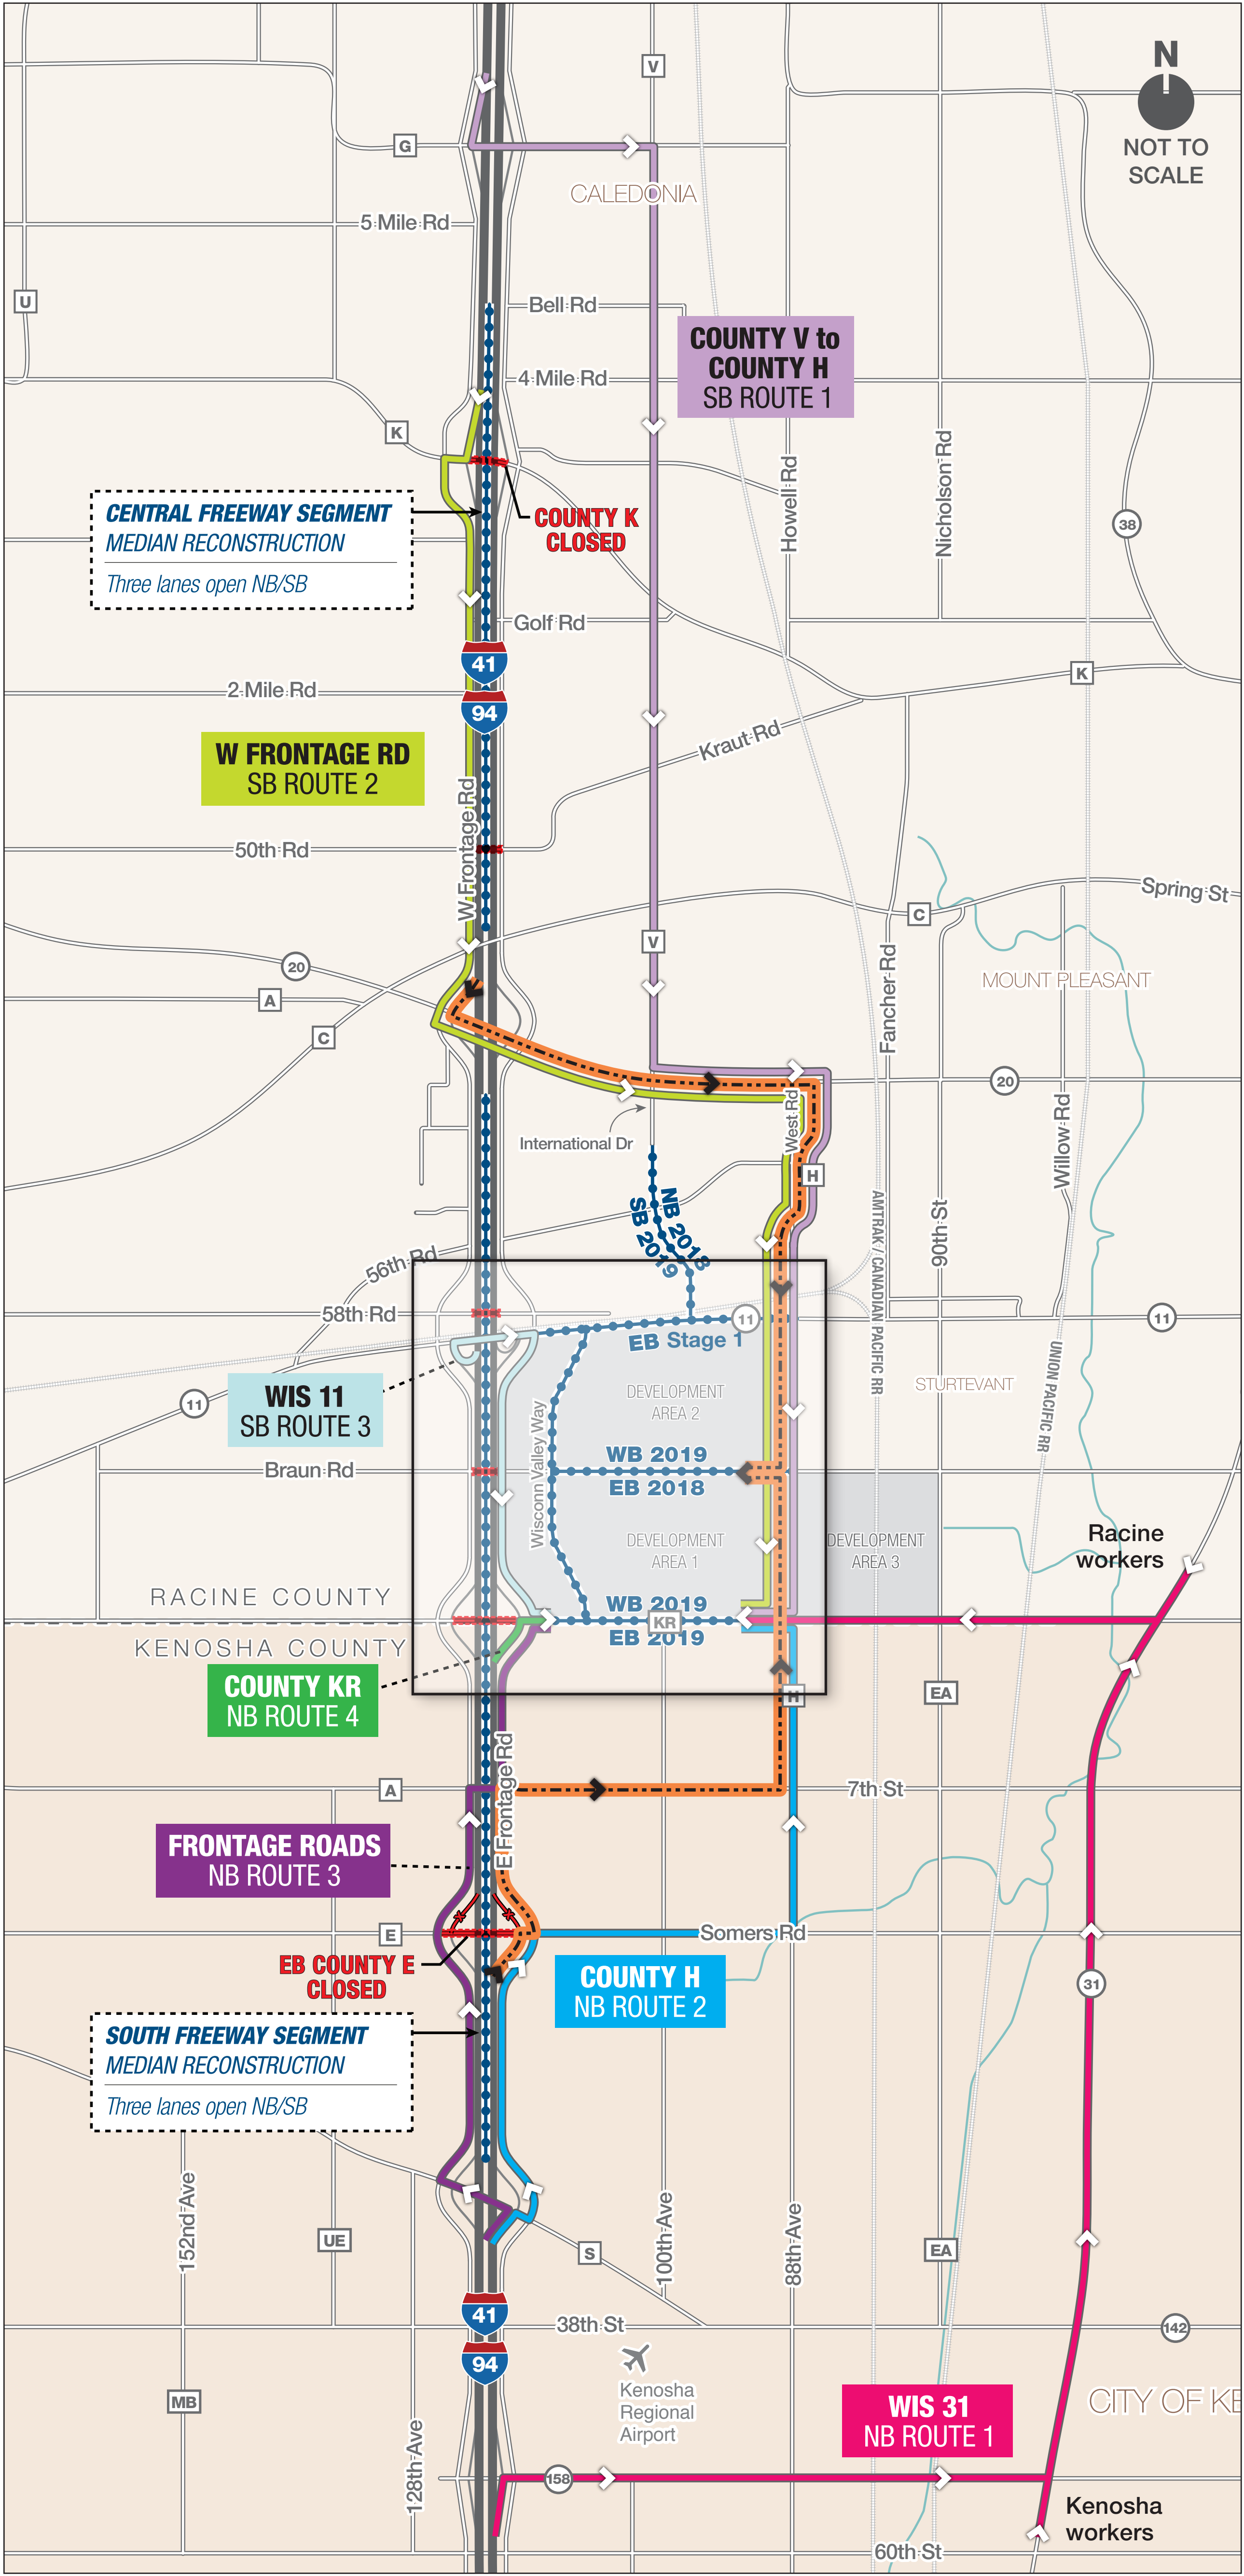 N
NOT TO
SCALE
V
G
CALEDONIA
5 Mile Rd
U
Bell Rd
COUNTY V to
COUNTY H
SB ROUTE 1
4 Mile Rd
K
Howell Rd
Nicholson Rd
38
CENTRAL FREEWAY SEGMENT
MEDIAN RECONSTRUCTION
Three lanes open NB/SB
COUNTY K
CLOSED
Golf Rd
41
K
2 Mile Rd
94
Kraut Rd
W FRONTAGE RD
SB ROUTE 2
W Frontage Rd
50th Rd
Spring St
C
V
20
A
MOUNT PLEASANT
Fancher Rd
C
20
West Rd
International Dr
Willow Rd
H
NB 2018
SB 2019
AMTRAK / CANADIAN PACIFIC RR
90th St
56th Rd
58th Rd
11
11
EB Stage 1
UNION PACIFIC RR
WIS 11
SB ROUTE 3
11
DEVELOPMENT
AREA 2
STURTEVANT
Wisconn Valley Way
WB 2019
Braun Rd
EB 2018
DEVELOPMENT
AREA 1
DEVELOPMENT
AREA 3
Racine
workers
RACINE COUNTY
WB 2019
KR
EB 2019
KENOSHA COUNTY
COUNTY KR
NB ROUTE 4
H
EA
E Frontage Rd
A
7th St
FRONTAGE ROADS
NB ROUTE 3
E
Somers Rd
EB COUNTY E
CLOSED
COUNTY H
NB ROUTE 2
31
SOUTH FREEWAY SEGMENT
MEDIAN RECONSTRUCTION
Three lanes open NB/SB
152nd Ave
UE
S
100th Ave
88th Ave
EA
41
38th St
142
94
Kenosha
Regional
Airport
MB
CITY OF KE
WIS 31
NB ROUTE 1
128th Ave
158
Kenosha
workers
60th St